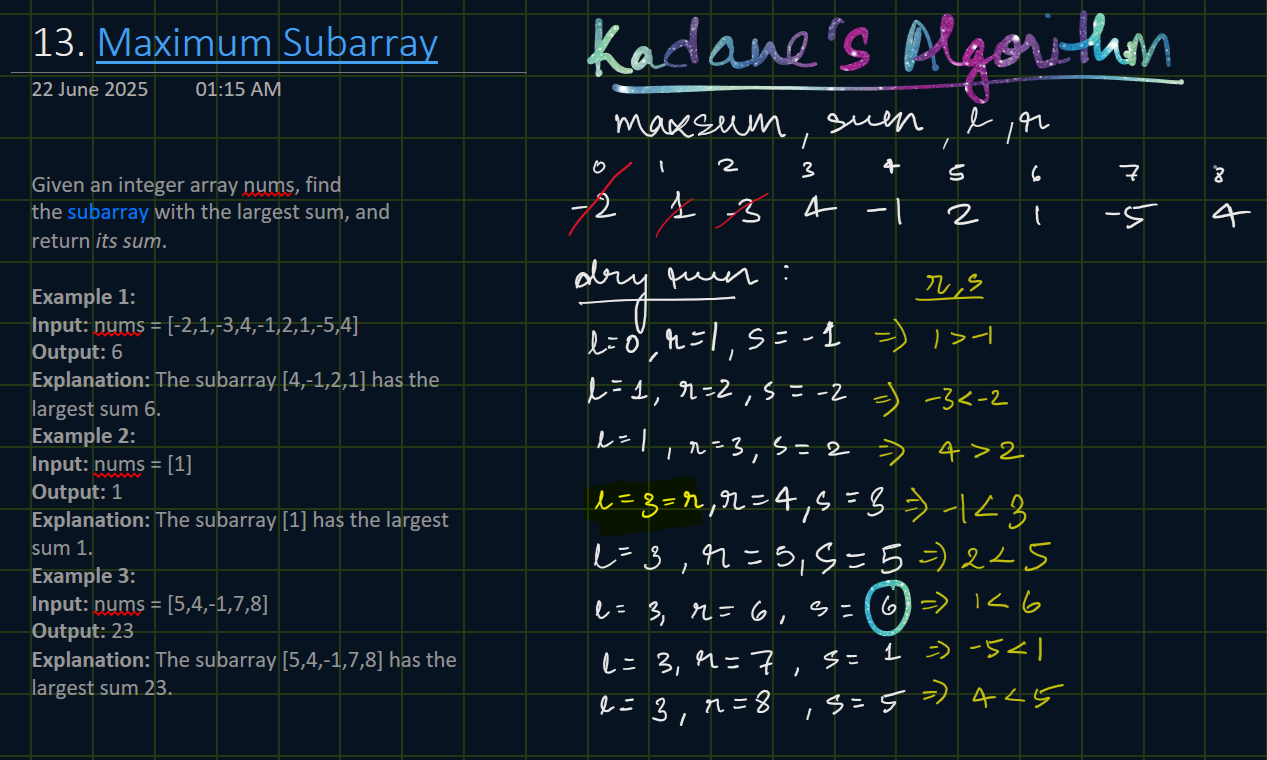 13. Maximum Subarray
22 June 2025 01:15 AM
Given an integer array nums, find
the subarray with the largest sum, and
return its sum.
Example 1:
Input: nums = [-2,1,-3,4,-1,2,1,-5,4]
Output: 6
Explanation: The subarray [4,-1,2,1] has the
largest sum 6.
Example 2:
Input: nums = [1]
Output: 1
Explanation: The subarray [1] has the largest
sum 1.
Example 3:
Input: nums = [5,4,-1,7,8]
Output: 23
Explanation: The subarray [5,4,-1,7,8] has the
largest sum 23.
Kadane's Algorithm
maxsum, sum, l, r
0 1 2 3 4 5 6 7 8
-2 1 -3 4 -1 2 1 -5 4
dry run :
r, s
l=0, r=1, s = -1 => 1 > -1
l=1, r=2, s = -2 => -3 < -2
l=1, r=3, s = 2 => 4 > 2
l=3=r, r=4, s=3 => -1 < 3
l=3, r=5, s=5 => 2 < 5
l=3, r=6, s=6 => 1 < 6
l=3, r=7, s=1 => -5 < 1
l=3, r=8, s=5 => 4 < 5